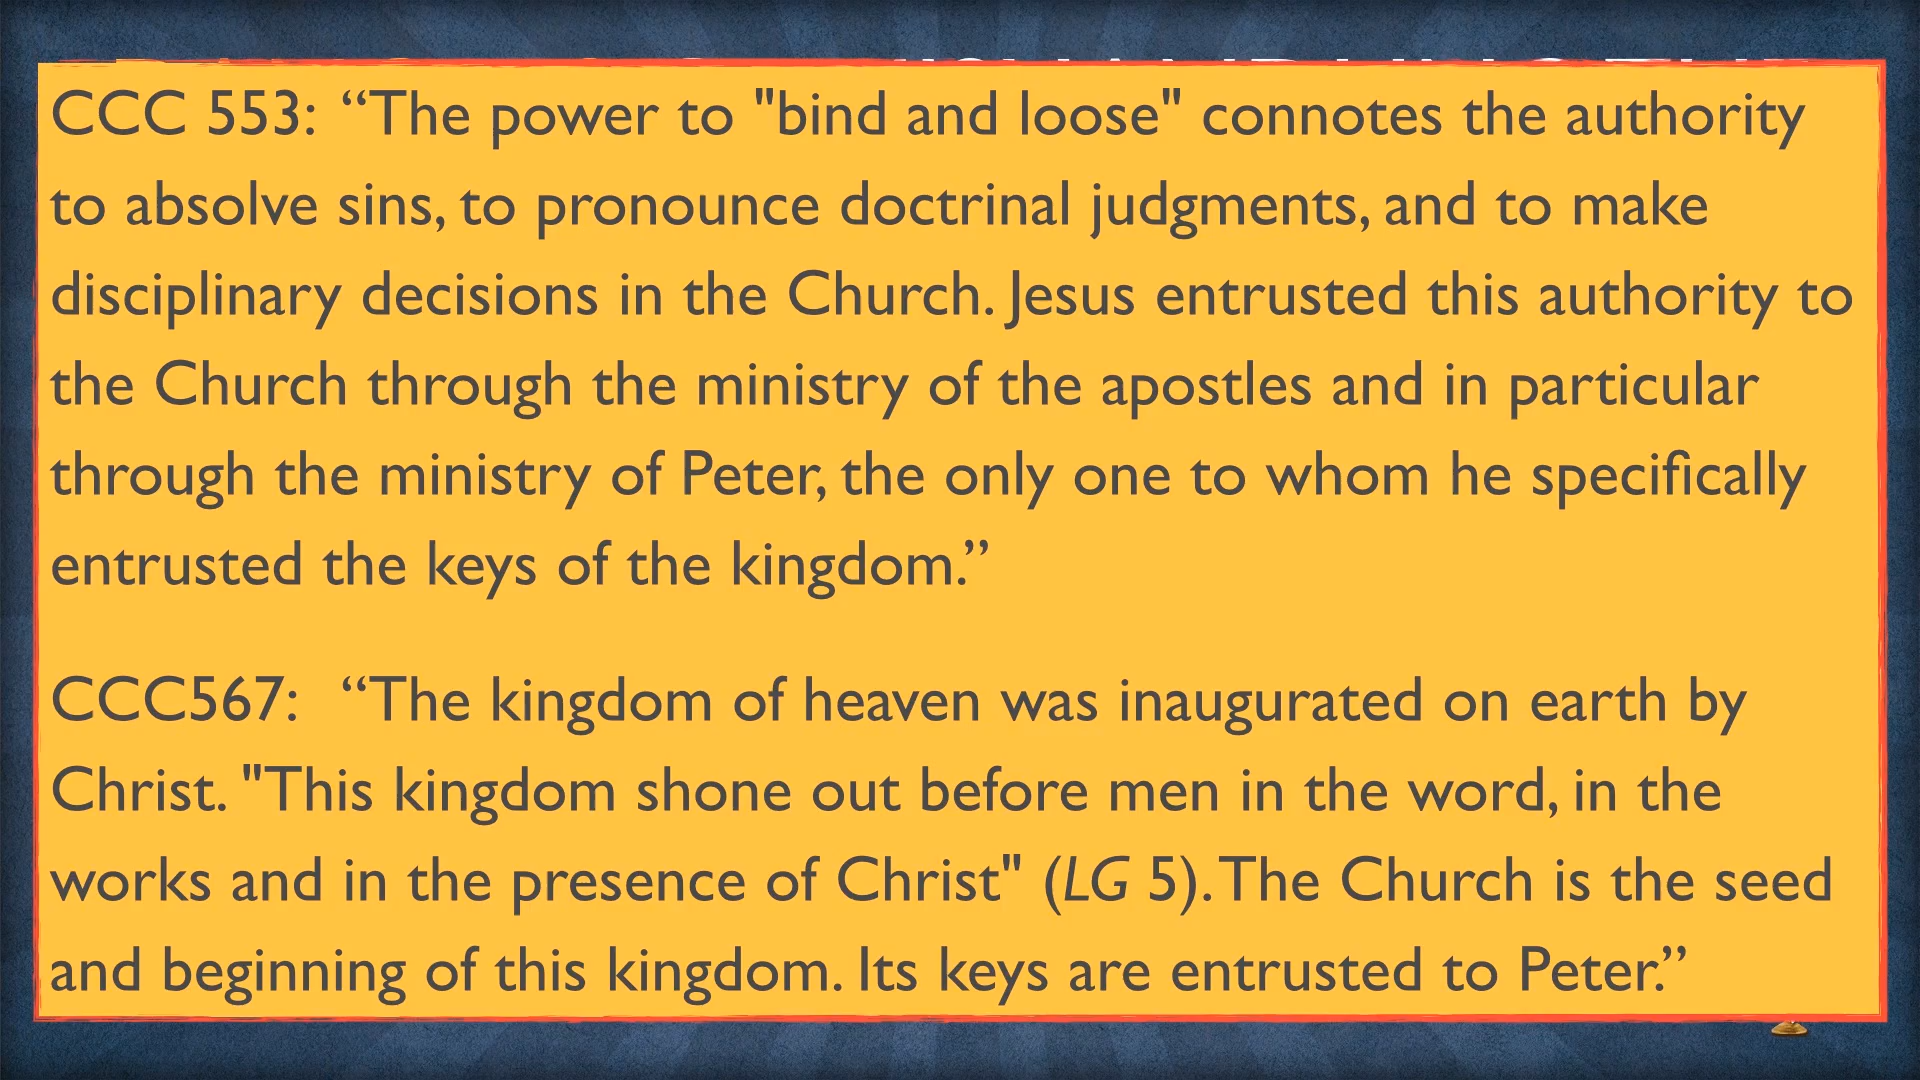 CCC 553: “The power to "bind and loose" connotes the authority
to absolve sins, to pronounce doctrinal judgments, and to make
disciplinary decisions in the Church. Jesus entrusted this authority to
the Church through the ministry of the apostles and in particular
through the ministry of Peter, the only one to whom he specifically
entrusted the keys of the kingdom.”
CCC567: “The kingdom of heaven was inaugurated on earth by
Christ. "This kingdom shone out before men in the word, in the
works and in the presence of Christ" (LG 5). The Church is the seed
and beginning of this kingdom. Its keys are entrusted to Peter.”